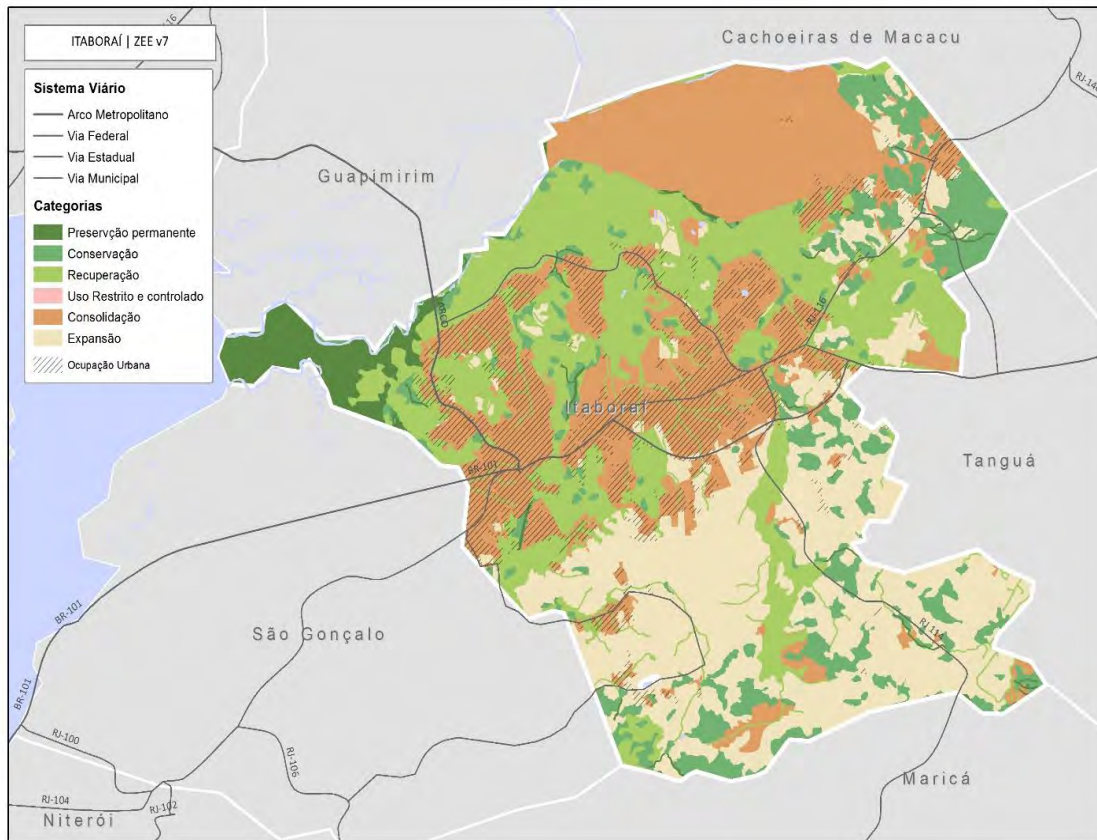 ITABORAÍ | ZEE v7
Sistema Viário
Arco Metropolitano
Via Federal
Via Estadual
Via Municipal
Categorias
Preservção permanente
Conservação
Recuperação
Uso Restrito e controlado
Consolidação
Expansão
Ocupação Urbana
Cachoeiras de Macacu
Guapimirim
ARCO
RJ-116
Itaboraí
BR-101
Tanguá
São Gonçalo
BR-101
RJ-114
BR-101
RJ-100
RJ-106
Maricá
RJ-104
RJ-102
Niterói